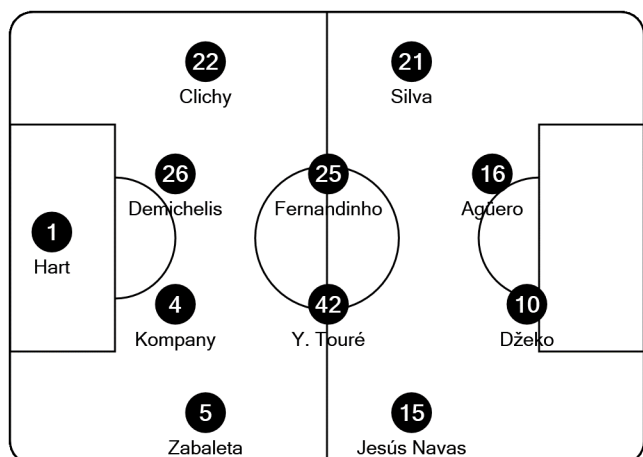 22
Clichy
21
Silva
26
Demichelis
25
Fernandinho
16
Agüero
1
Hart
4
Kompany
42
Y. Touré
10
Džeko
5
Zabaleta
15
Jesús Navas